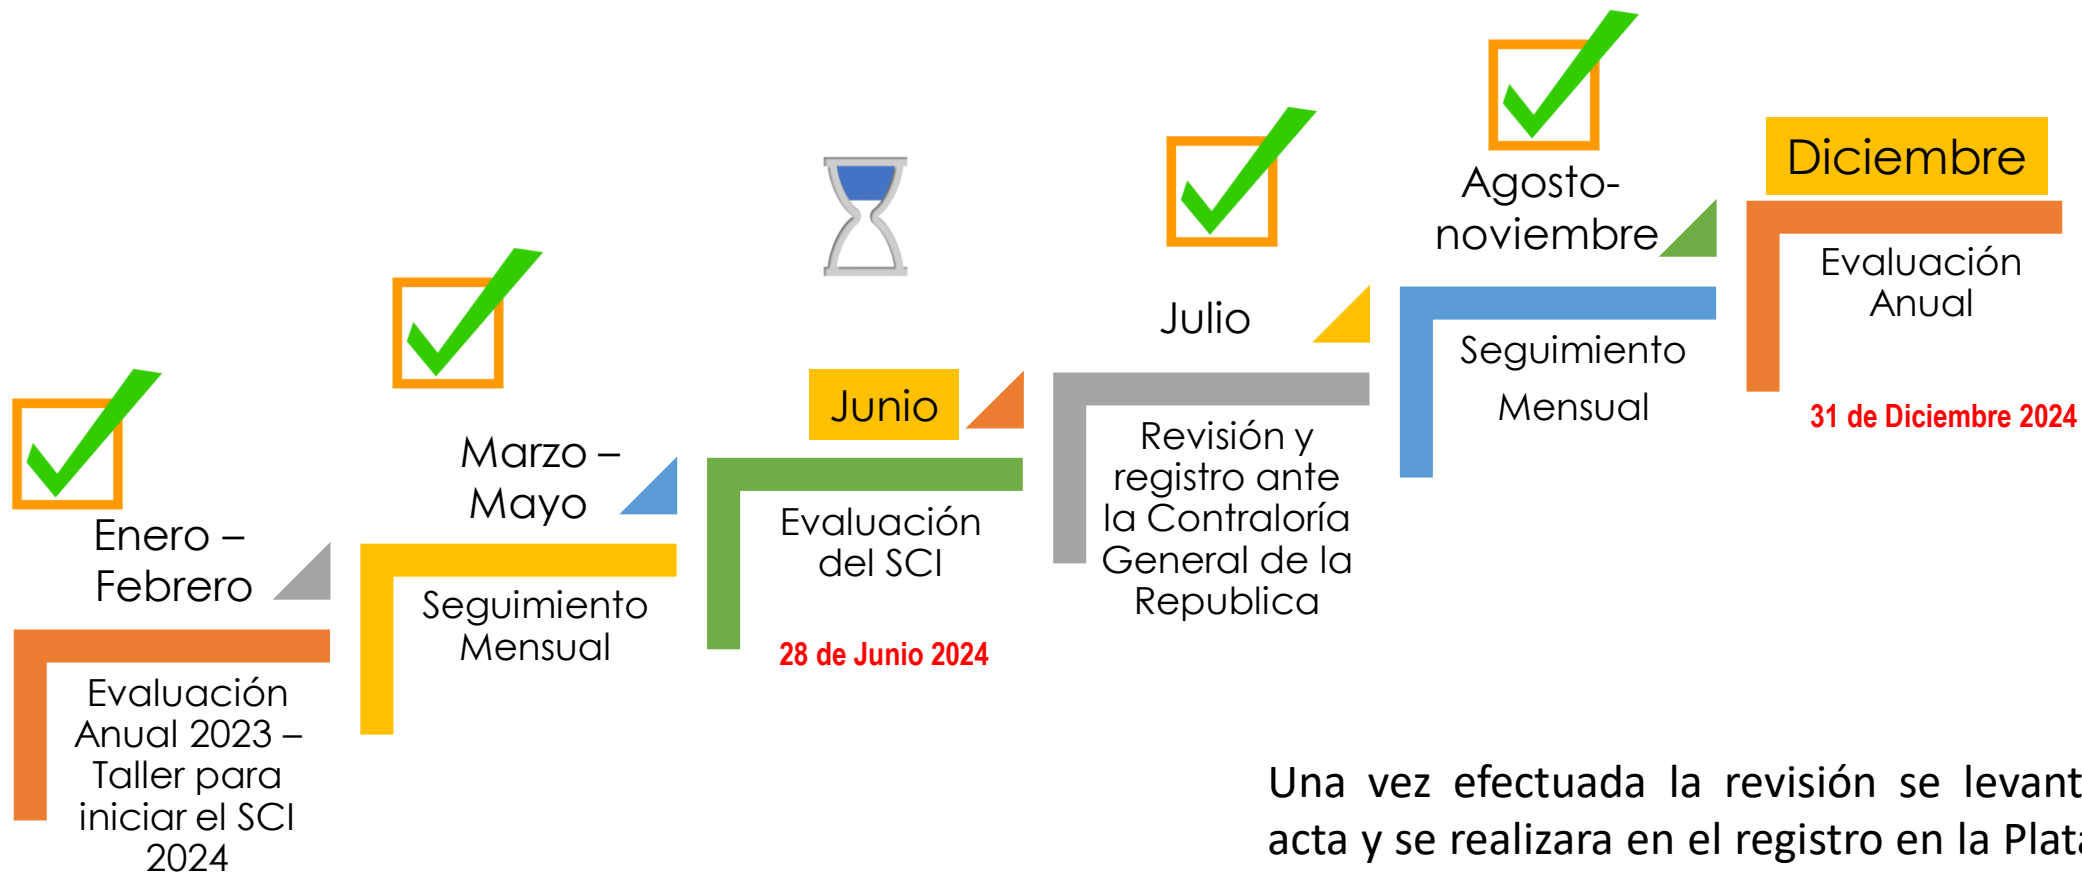 Enero –
Febrero
Evaluación
Anual 2023 –
Taller para
iniciar el SCI
2024
Marzo –
Mayo
Seguimiento
Mensual
Junio
Evaluación
del SCI
28 de Junio 2024
Julio
Revisión y
registro ante
la Contraloría
General de la
Republica
Agosto-
noviembre
Seguimiento
Mensual
Diciembre
Evaluación
Anual
31 de Diciembre 2024
Una vez efectuada la revisión se levant
acta y se realizara en el registro en la Plata